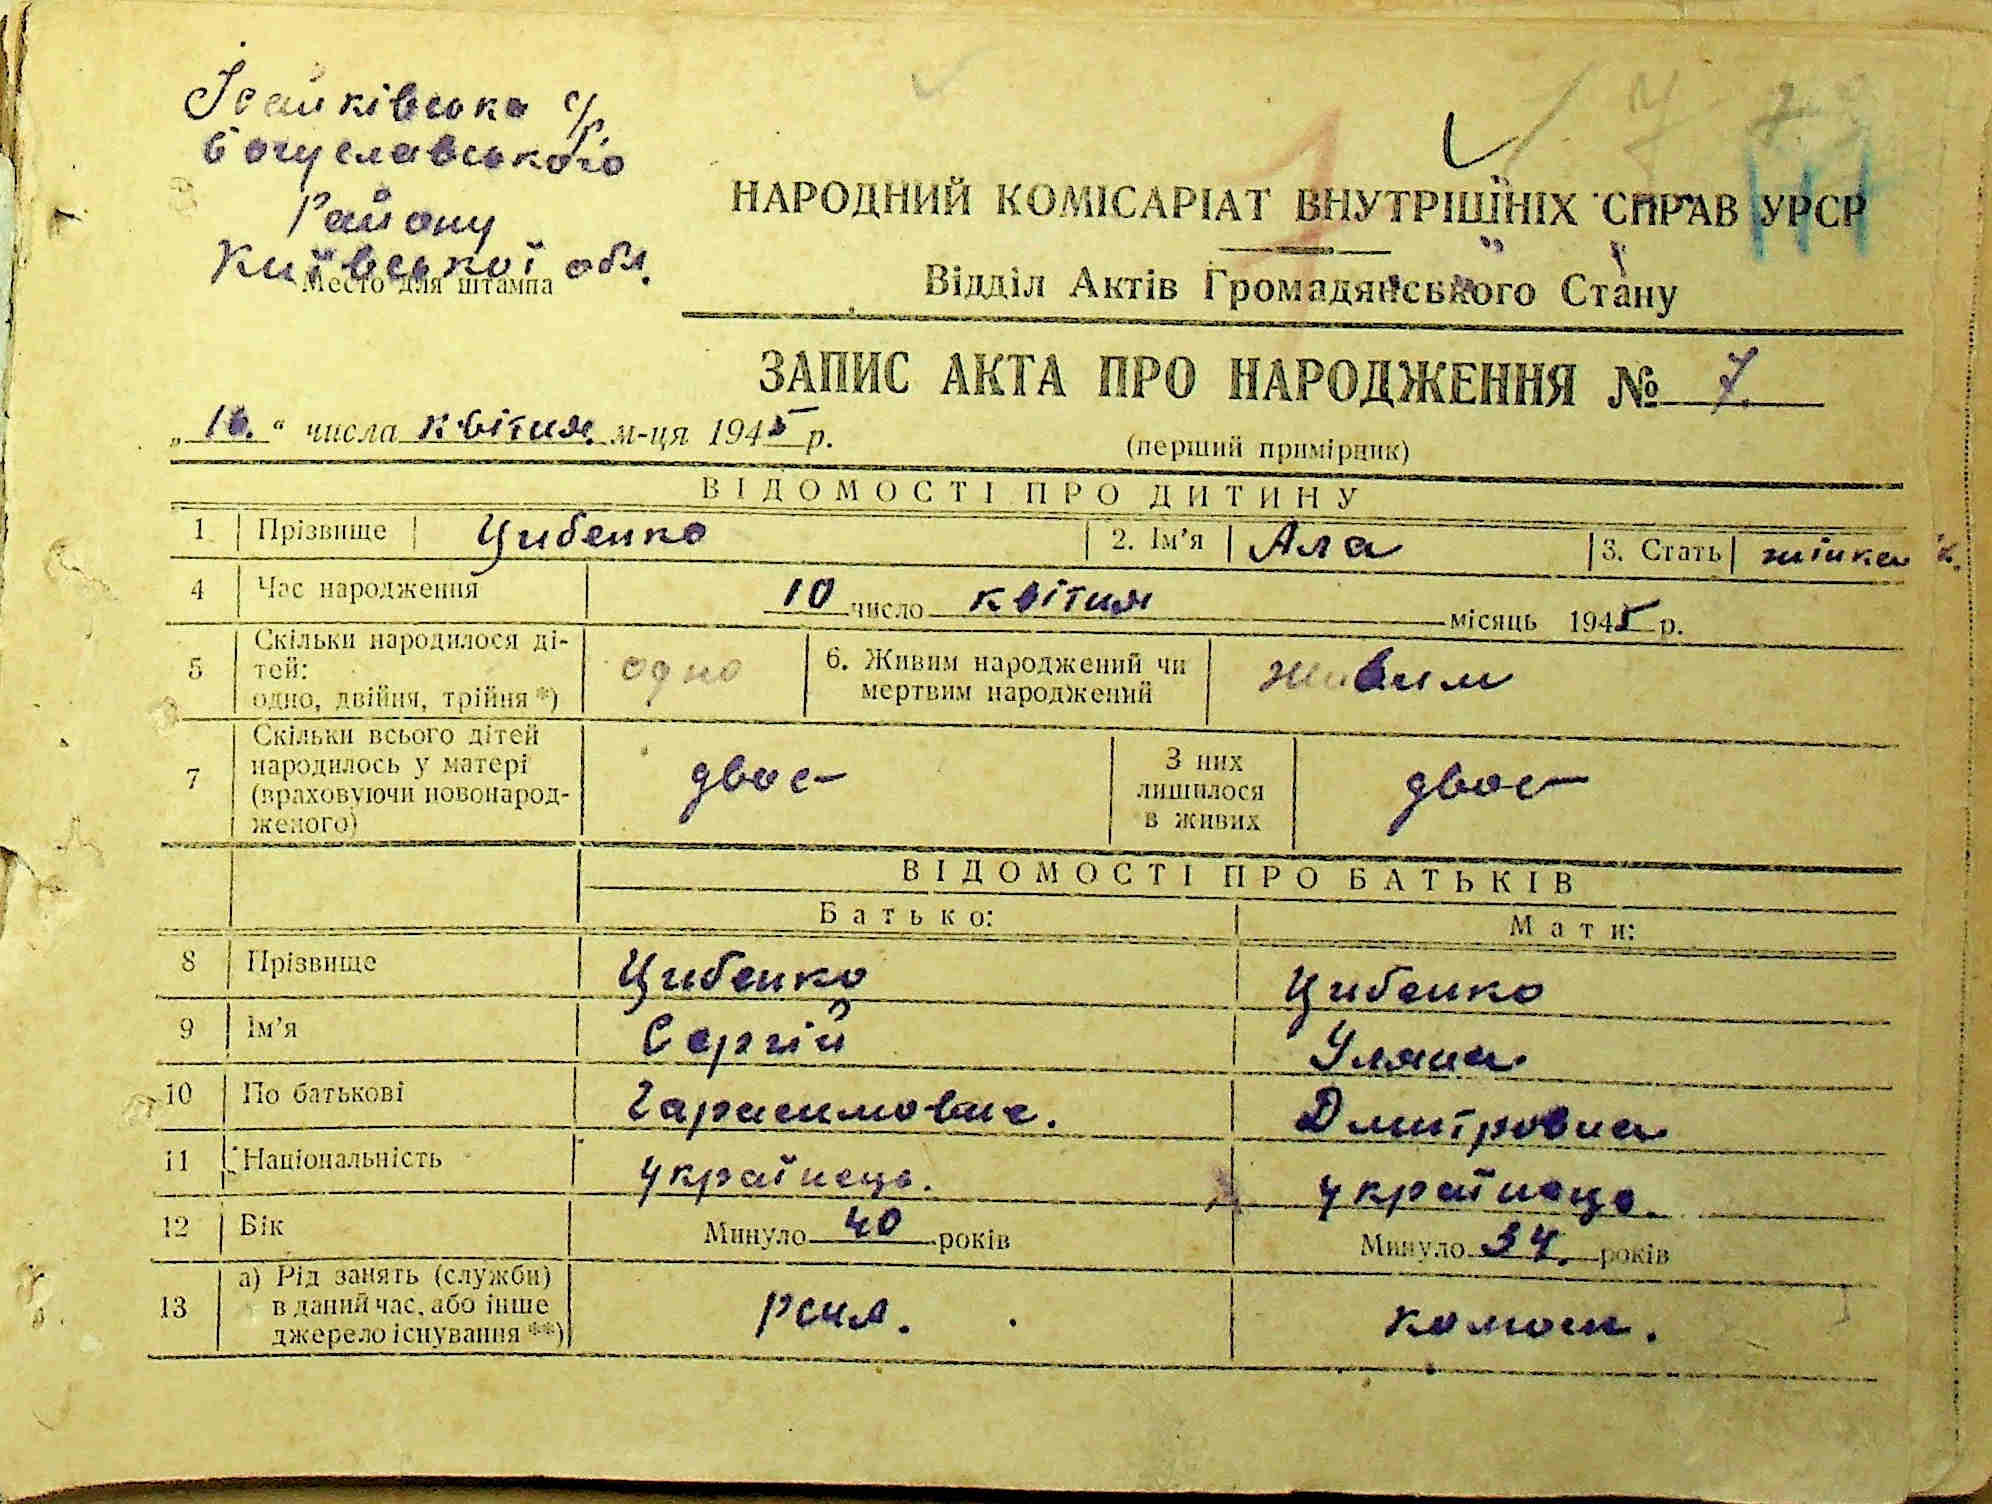 Ісайківська с/р
Богуславського
Району
Київської обл.
Место для штампа
НАРОДНИЙ КОМІСАРІАТ ВНУТРІШНІХ СПРАВ УРСР
Відділ Актів Громадянського Стану
ЗАПИС АКТА ПРО НАРОДЖЕННЯ № 7.
„16.“ числа квітня м-ця 1945 р.
(перший примірник)
ВІДОМОСТІ ПРО ДИТИНУ
1 Прізвище Цибенко 2. Ім’я Ала 3. Стать жінка
4 Час народження 10 число квітня місяць 1945 р.
5 Скільки народилося ді-
тей:
одно, двійня, трійня *) одно 6. Живим народжений чи
мертвим народжений живим
7 Скільки всього дітей
народилось у матері
(враховуючи новонарод-
женого) двоє З них
лишилося
в живих двоє
ВІДОМОСТІ ПРО БАТЬКІВ
Батько: Мати:
8 Прізвище Цибенко Цибенко
9 Ім’я Сергій Уляна
10 По батькові Гарасимович. Дмитровна
11 Національність українець. українець.
12 Вік Минуло 40 років Минуло 34. років
13 а) Рід занять (служби)
в даний час, або інше
джерело існування **)